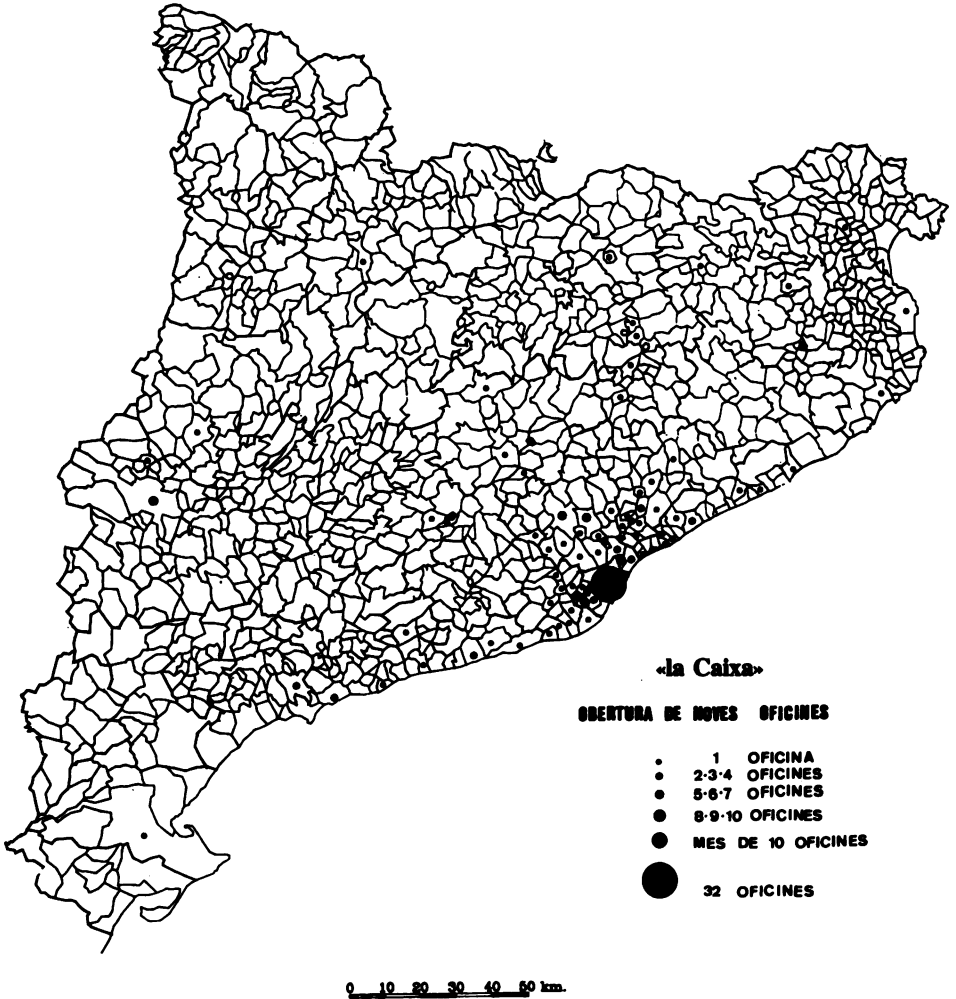 «la Caixa»
OBERTURA DE NOVES OFICINES
1 OFICINA
2·3·4 OFICINES
5·6·7 OFICINES
8·9·10 OFICINES
MES DE 10 OFICINES
32 OFICINES
0 10 20 30 40 50 km.